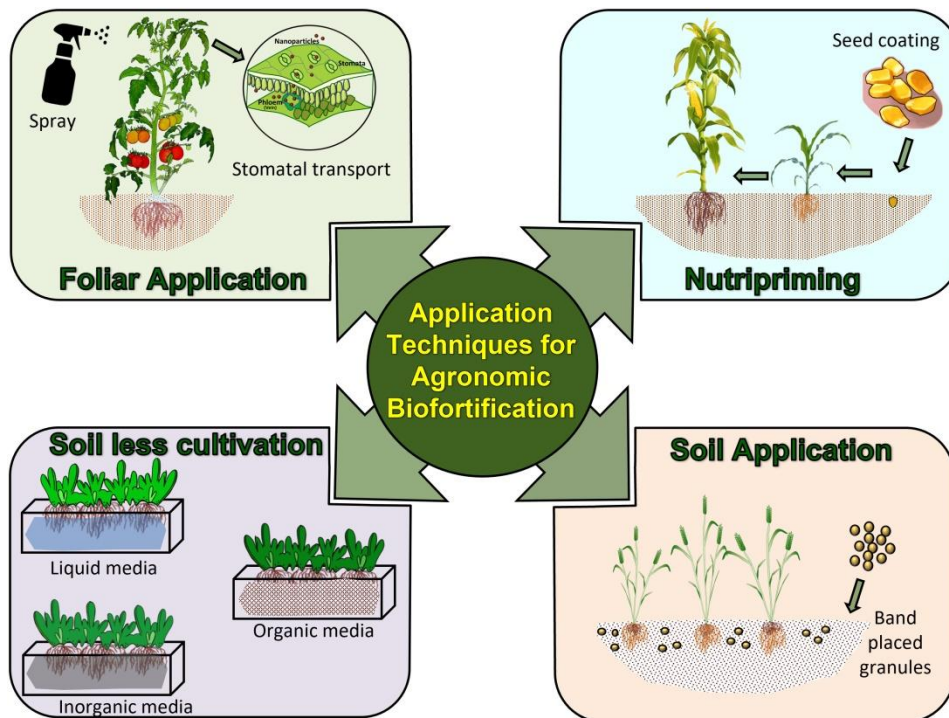 Nanoparticles
Stomata
Phloem
Spray
Stomatal transport
Foliar Application
Seed coating
Nutripriming
Application
Techniques for
Agronomic
Biofortification
Soil less cultivation
Liquid media
Organic media
Inorganic media
Soil Application
Band
placed
granules